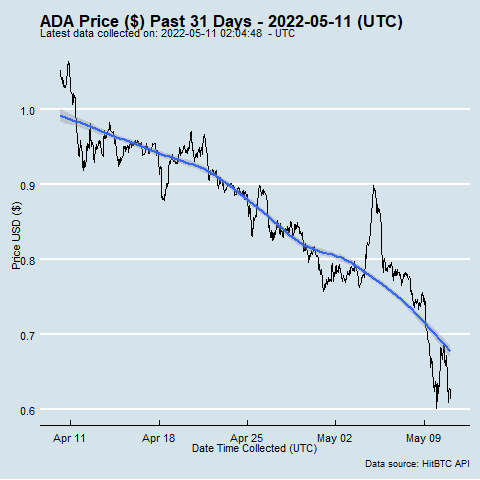 ADA Price ($) Past 31 Days - 2022-05-11 (UTC)
Latest data collected on: 2022-05-11 02:04:48 - UTC
Price USD ($)
1.0
0.9
0.8
0.7
0.6
Apr 11 Apr 18 Apr 25 May 02 May 09
Date Time Collected (UTC)
Data source: HitBTC API